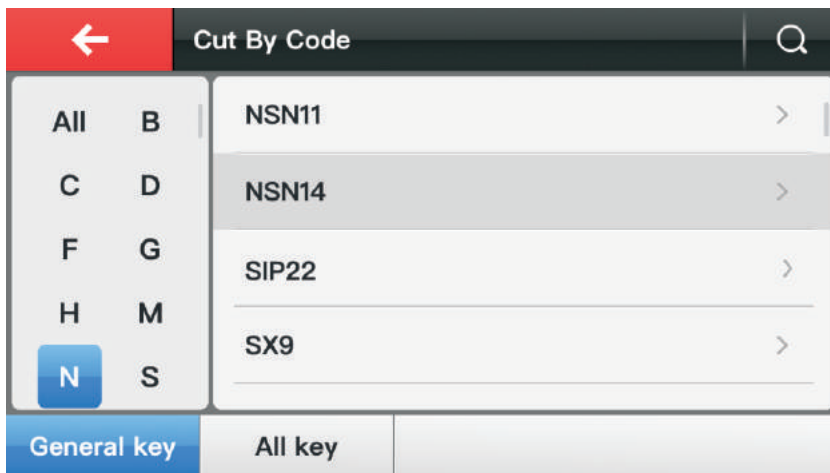 Cut By Code
All B
C D
F G
H M
N S
NSN11
NSN14
SIP22
SX9
General key All key